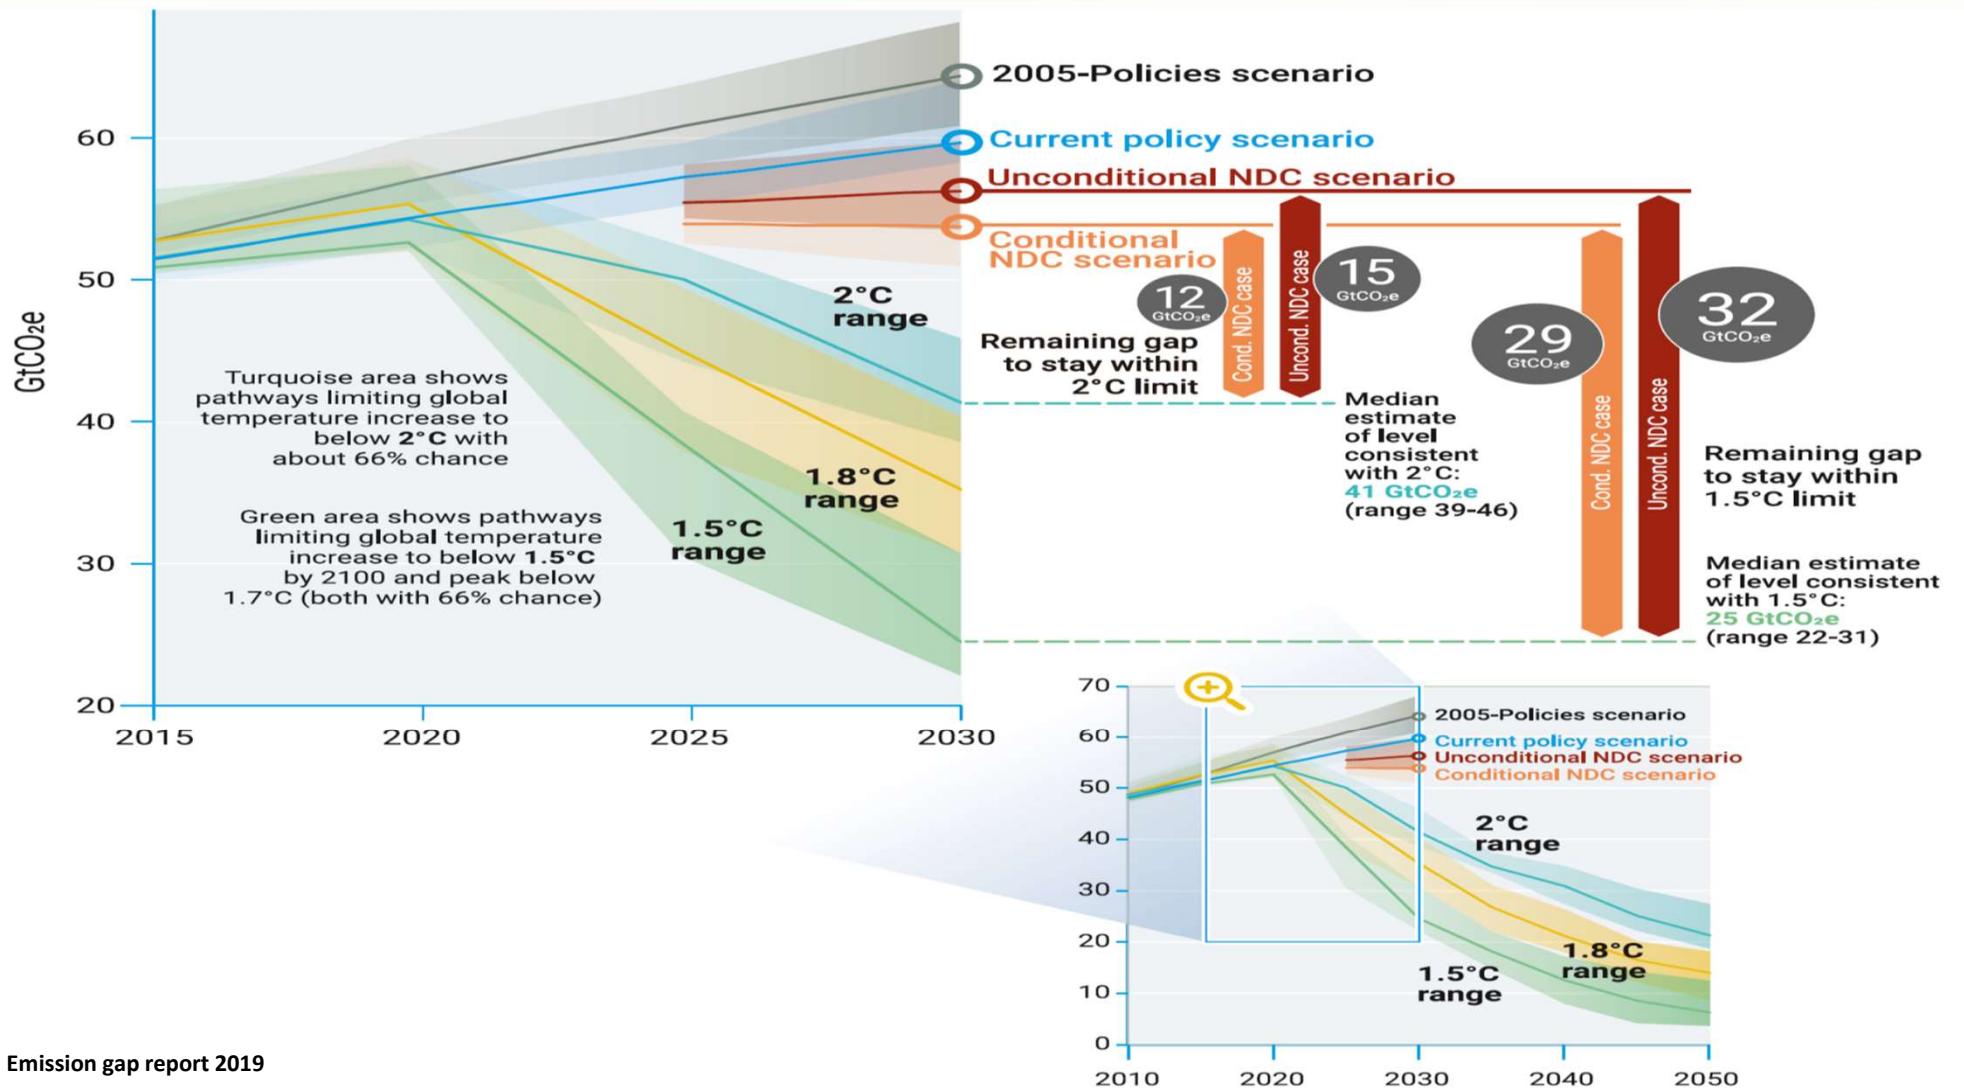 2005-Policies scenario
Current policy scenario
Unconditional NDC scenario
Conditional
NDC scenario
GtCO₂e
60
50
40
30
20
2015
2020
2025
2030
2°C
range
1.8°C
range
1.5°C
range
Turquoise area shows
pathways limiting global
temperature increase to
below 2°C with
about 66% chance
Green area shows pathways
limiting global temperature
increase to below 1.5°C
by 2100 and peak below
1.7°C (both with 66% chance)
12
GtCO₂e
Cond. NDC case
Uncond. NDC case
15
GtCO₂e
Remaining gap
to stay within
2°C limit
Median
estimate
of level
consistent
with 2°C:
41 GtCO₂e
(range 39-46)
29
GtCO₂e
Cond. NDC case
Uncond. NDC case
32
GtCO₂e
Remaining gap
to stay within
1.5°C limit
Median estimate
of level consistent
with 1.5°C:
25 GtCO₂e
(range 22-31)
70
60
50
40
30
20
10
0
2010
2020
2030
2040
2050
2005-Policies scenario
Current policy scenario
Unconditional NDC scenario
Conditional NDC scenario
2°C
range
1.8°C
range
1.5°C
range
Emission gap report 2019